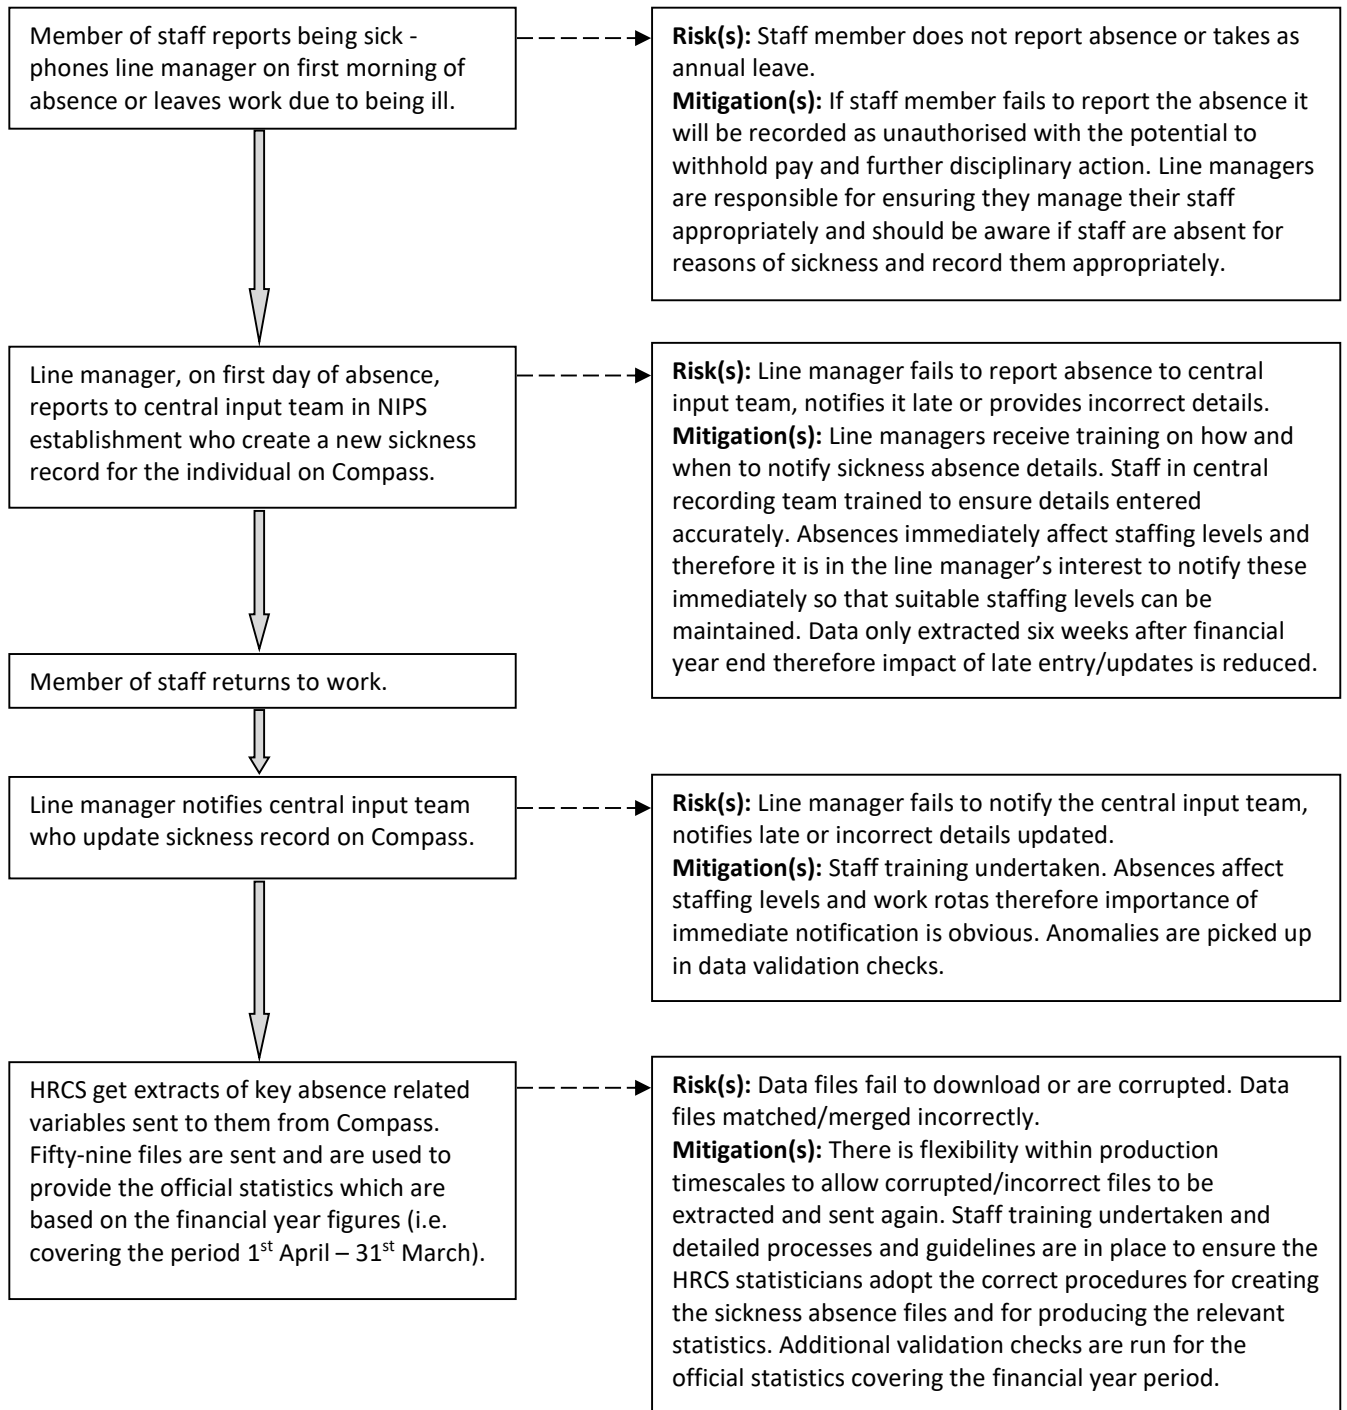 Member of staff reports being sick -
phones line manager on first morning of
absence or leaves work due to being ill.
Risk(s): Staff member does not report absence or takes as
annual leave.
Mitigation(s): If staff member fails to report the absence it
will be recorded as unauthorised with the potential to
withhold pay and further disciplinary action. Line managers
are responsible for ensuring they manage their staff
appropriately and should be aware if staff are absent for
reasons of sickness and record them appropriately.
Line manager, on first day of absence,
reports to central input team in NIPS
establishment who create a new sickness
record for the individual on Compass.
Risk(s): Line manager fails to report absence to central
input team, notifies it late or provides incorrect details.
Mitigation(s): Line managers receive training on how and
when to notify sickness absence details. Staff in central
recording team trained to ensure details entered
accurately. Absences immediately affect staffing levels and
therefore it is in the line manager’s interest to notify these
immediately so that suitable staffing levels can be
maintained. Data only extracted six weeks after financial
year end therefore impact of late entry/updates is reduced.
Member of staff returns to work.
Line manager notifies central input team
who update sickness record on Compass.
Risk(s): Line manager fails to notify the central input team,
notifies late or incorrect details updated.
Mitigation(s): Staff training undertaken. Absences affect
staffing levels and work rotas therefore importance of
immediate notification is obvious. Anomalies are picked up
in data validation checks.
HRCS get extracts of key absence related
variables sent to them from Compass.
Fifty-nine files are sent and are used to
provide the official statistics which are
based on the financial year figures (i.e.
covering the period 1st April – 31st March).
Risk(s): Data files fail to download or are corrupted. Data
files matched/merged incorrectly.
Mitigation(s): There is flexibility within production
timescales to allow corrupted/incorrect files to be
extracted and sent again. Staff training undertaken and
detailed processes and guidelines are in place to ensure the
HRCS statisticians adopt the correct procedures for creating
the sickness absence files and for producing the relevant
statistics. Additional validation checks are run for the
official statistics covering the financial year period.